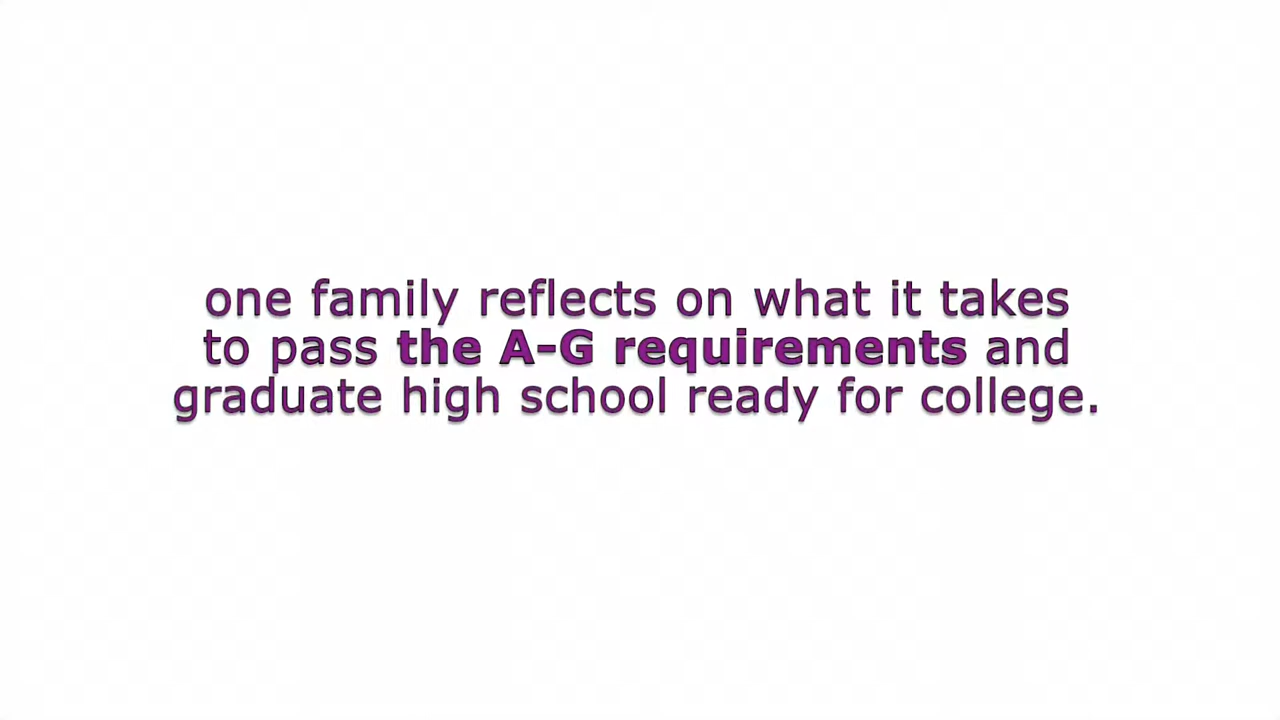 one family reflects on what it takes
to pass the A-G requirements and
graduate high school ready for college.